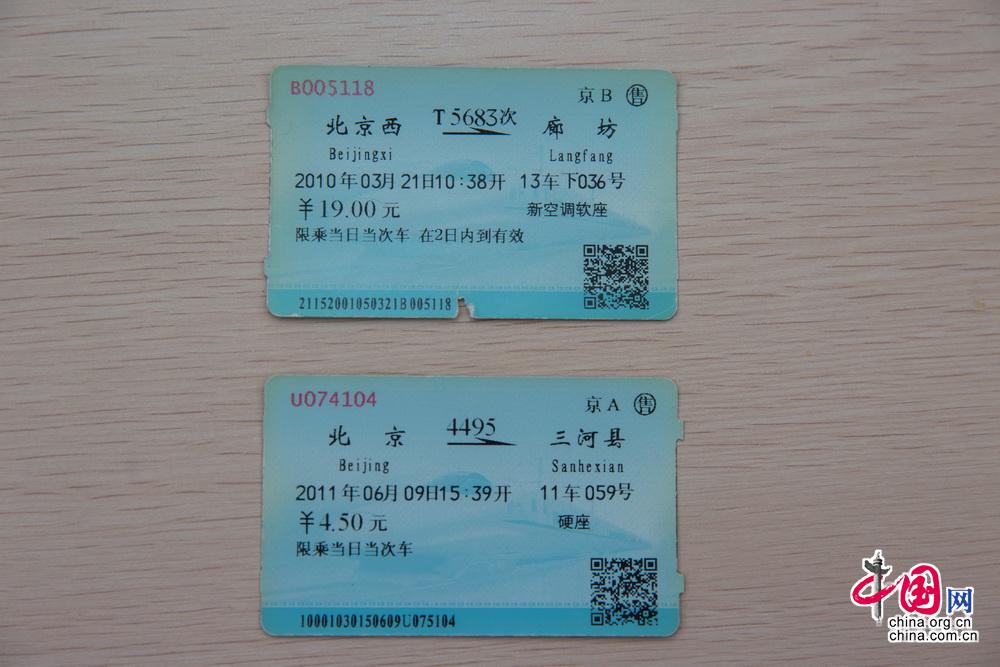 B005118 京B 售
北京西 T5683次 廊坊
Beijingxi Langfang
2010年03月21日10:38开 13车下036号
￥19.00元 新空调软座
限乘当日当次车 在2日内到有效
21152001050321B005118
U074104 京A 售
北京 4495 三河县
Beijing Sanhexian
2011年06月09日15:39开 11车059号
￥4.50元 硬座
限乘当日当次车
10001030150609U075104
中国网
china.org.cn
china.com.cn